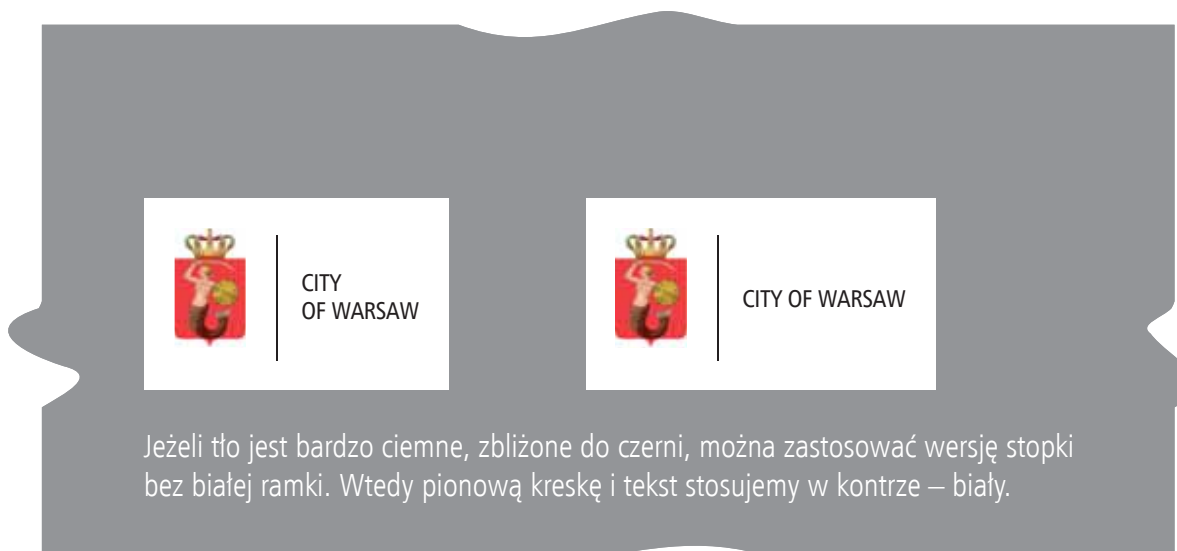 CITY
OF WARSAW
CITY OF WARSAW
Jeżeli tło jest bardzo ciemne, zbliżone do czerni, można zastosować wersję stopki
bez białej ramki. Wtedy pionową kreskę i tekst stosujemy w kontrze – biały.